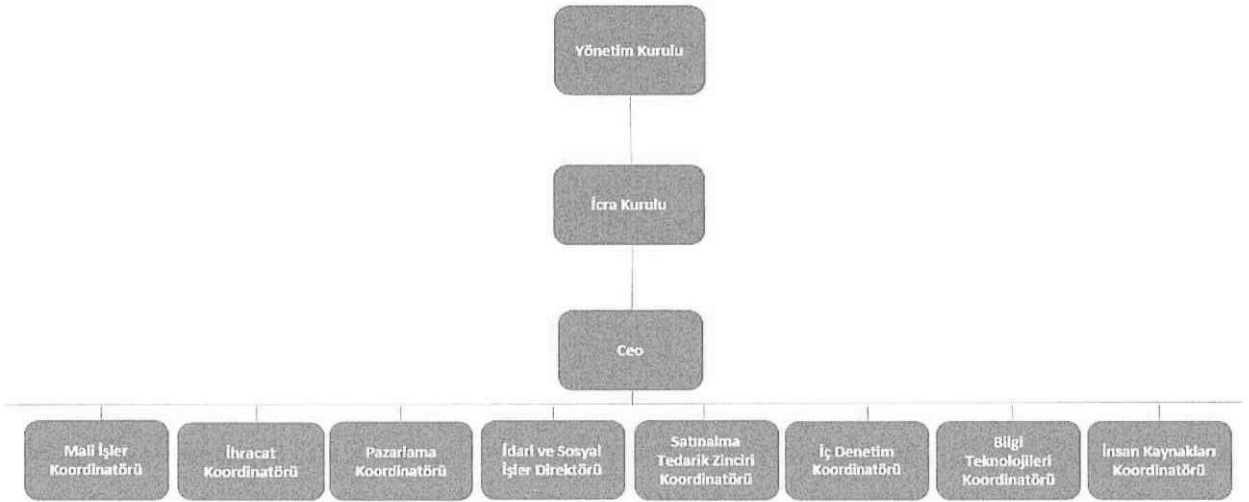 Yönetim Kurulu
İcra Kurulu
Ceo
Mali İşler
Koordinatörü
İhracat
Koordinatörü
Pazarlama
Koordinatörü
İdari ve Sosyal
İşler Direktörü
Satınalma
Tedarik Zinciri
Koordinatörü
İç Denetim
Koordinatörü
Bilgi
Teknolojileri
Koordinatörü
İnsan Kaynakları
Koordinatörü